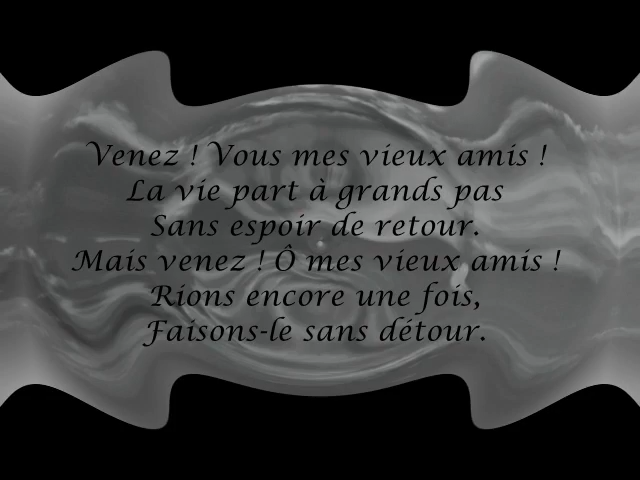 Venez ! Vous mes vieux amis !
La vie part à grands pas
Sans espoir de retour.
Mais venez ! Ô mes vieux amis !
Rions encore une fois,
Faisons-le sans détour.